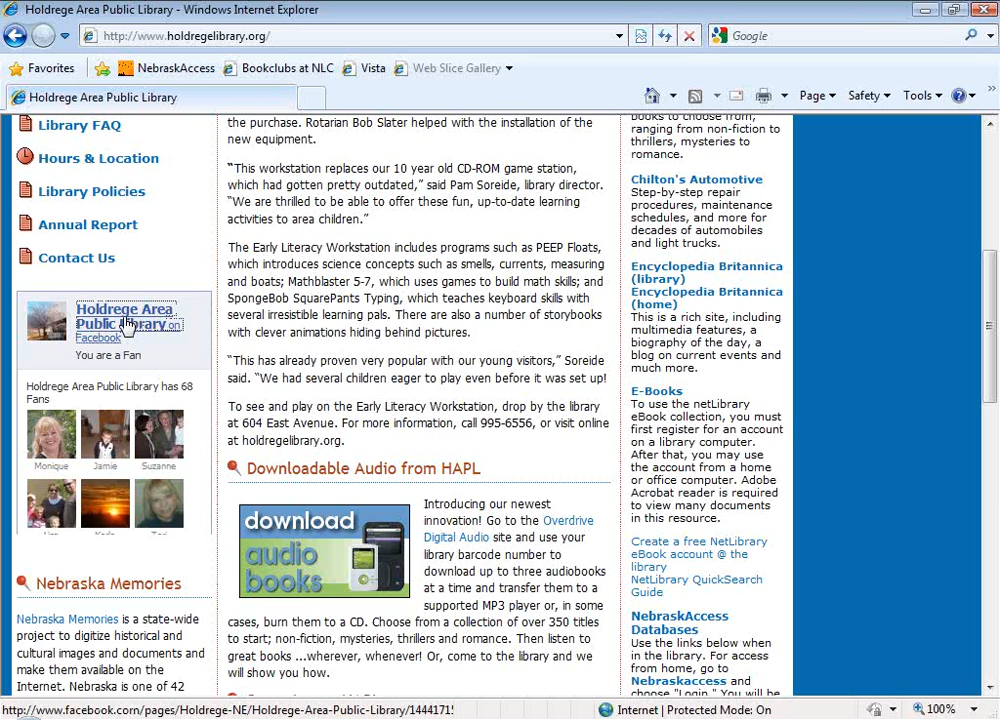 Holdrege Area Public Library - Windows Internet Explorer
http://www.holdregelibrary.org/
Google
Favorites
NebraskAccess
Bookclubs at NLC
Vista
Web Slice Gallery
Holdrege Area Public Library
Page
Safety
Tools
Library FAQ
Hours & Location
Library Policies
Annual Report
Contact Us
Holdrege Area
Public Library on
Facebook
You are a Fan
Holdrege Area Public Library has 68
Fans
Monique
Jamie
Suzanne
Nebraska Memories
Nebraska Memories is a state-wide
project to digitize historical and
cultural images and documents and
make them available on the
Internet. Nebraska is one of 42
the purchase. Rotarian Bob Slater helped with the installation of the
new equipment.
“This workstation replaces our 10 year old CD-ROM game station,
which had gotten pretty outdated,” said Pam Soreide, library director.
“We are thrilled to be able to offer these fun, up-to-date learning
activities to area children.”
The Early Literacy Workstation includes programs such as PEEP Floats,
which introduces science concepts such as smells, currents, measuring
and boats; Mathblaster 5-7, which uses games to build math skills; and
SpongeBob SquarePants Typing, which teaches keyboard skills with
several irresistible learning pals. There are also a number of storybooks
with clever animations hiding behind pictures.
“This has already proven very popular with our young visitors,” Soreide
said. “We had several children eager to play even before it was set up!
To see and play on the Early Literacy Workstation, drop by the library
at 604 East Avenue. For more information, call 995-6556, or visit online
at holdregelibrary.org.
Downloadable Audio from HAPL
download
audio
books
Introducing our newest
innovation! Go to the Overdrive
Digital Audio site and use your
library barcode number to
download up to three audiobooks
at a time and transfer them to a
supported MP3 player or, in some
cases, burn them to a CD. Choose from a collection of over 350 titles
to start; non-fiction, mysteries, thrillers and romance. Then listen to
great books ...wherever, whenever! Or, come to the library and we
will show you how.
books to choose from,
ranging from non-fiction to
thrillers, mysteries to
romance.
Chilton's Automotive
Step-by-step repair
procedures, maintenance
schedules, and more for
decades of automobiles
and light trucks.
Encyclopedia Britannica
(library)
Encyclopedia Britannica
(home)
This is a rich site, including
multimedia features, a
biography of the day, a
blog on current events and
much more.
E-Books
To use the netLibrary
eBook collection, you must
first register for an account
on a library computer.
After that, you may use
the account from a home
or office computer. Adobe
Acrobat reader is required
to view many documents
in this resource.
Create a free NetLibrary
eBook account @ the
library
NetLibrary QuickSearch
Guide
NebraskAccess
Databases
Use the links below when
in the library. For access
from home, go to
Nebraskaccess and
choose "Login." You will be
http://www.facebook.com/pages/Holdrege-NE/Holdrege-Area-Public-Library/1444171
Internet | Protected Mode: On
100%